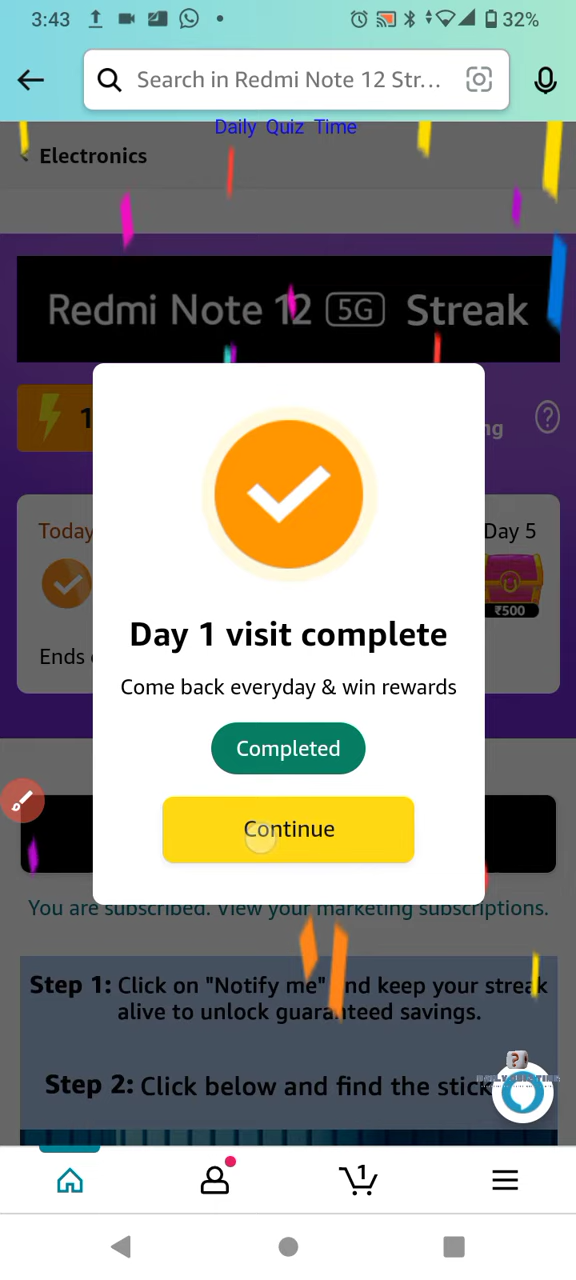 3:43
32%
Search in Redmi Note 12 Str...
Daily Quiz Time
Electronics
Redmi Note 12 5G Streak
1
ng
Today
Day 5
₹500
Ends
Day 1 visit complete
Come back everyday & win rewards
Completed
Continue
You are subscribed. View your marketing subscriptions.
Step 1: Click on "Notify me" and keep your streak
alive to unlock guaranteed savings.
Step 2: Click below and find the stick
1